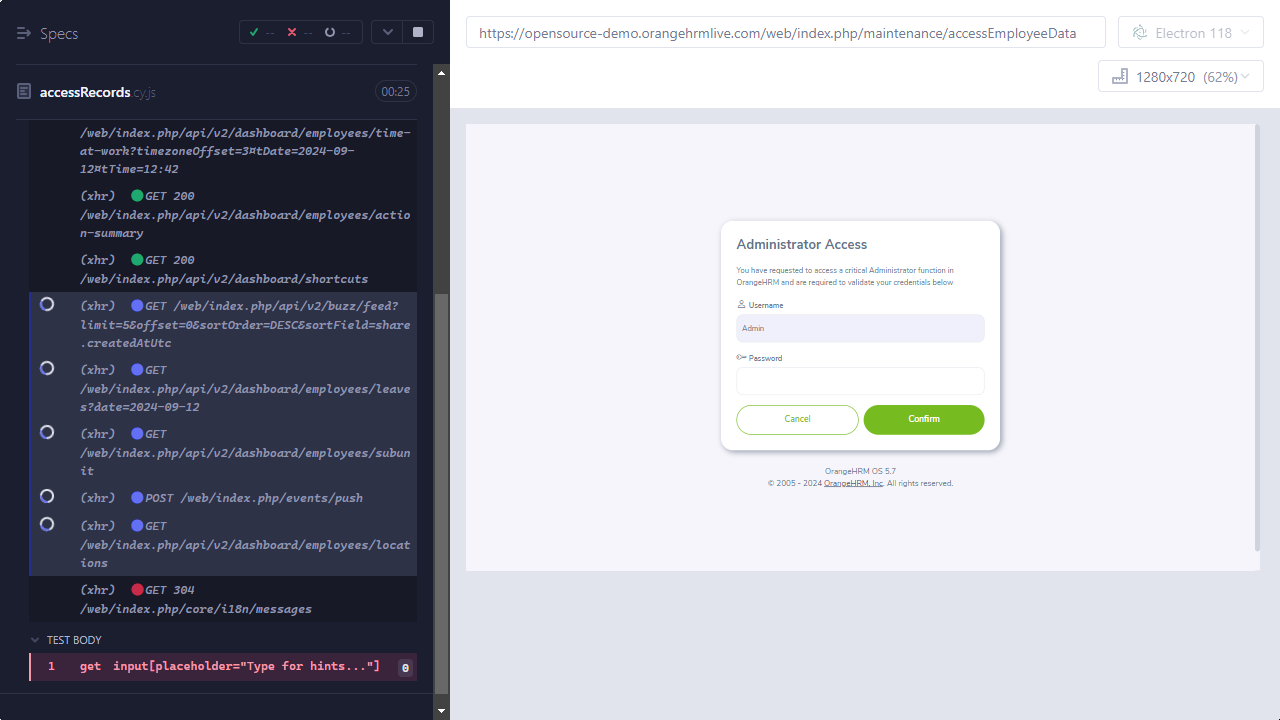 Specs
--
--
--
https://opensource-demo.orangehrmlive.com/web/index.php/maintenance/accessEmployeeData
Electron 118
1280x720 (62%)
accessRecords.cy.js
00:25
/web/index.php/api/v2/dashboard/employees/time-
at-work?timezoneOffset=3¤tDate=2024-09-
12¤tTime=12:42
(xhr) GET 200
/web/index.php/api/v2/dashboard/employees/actio
n-summary
(xhr) GET 200
/web/index.php/api/v2/dashboard/shortcuts
(xhr) GET /web/index.php/api/v2/buzz/feed?
limit=5&offset=0&sortOrder=DESC&sortField=share
.createdAtUtc
(xhr) GET
/web/index.php/api/v2/dashboard/employees/leave
s?date=2024-09-12
(xhr) GET
/web/index.php/api/v2/dashboard/employees/subun
it
(xhr) POST /web/index.php/events/push
(xhr) GET
/web/index.php/api/v2/dashboard/employees/locat
ions
(xhr) GET 304
/web/index.php/core/i18n/messages
TEST BODY
1 get input[placeholder="Type for hints..."] 0
Administrator Access
You have requested to access a critical Administrator function in
OrangeHRM and are required to validate your credentials below
Username
Admin
Password
Cancel
Confirm
OrangeHRM OS 5.7
© 2005 - 2024 OrangeHRM, Inc. All rights reserved.